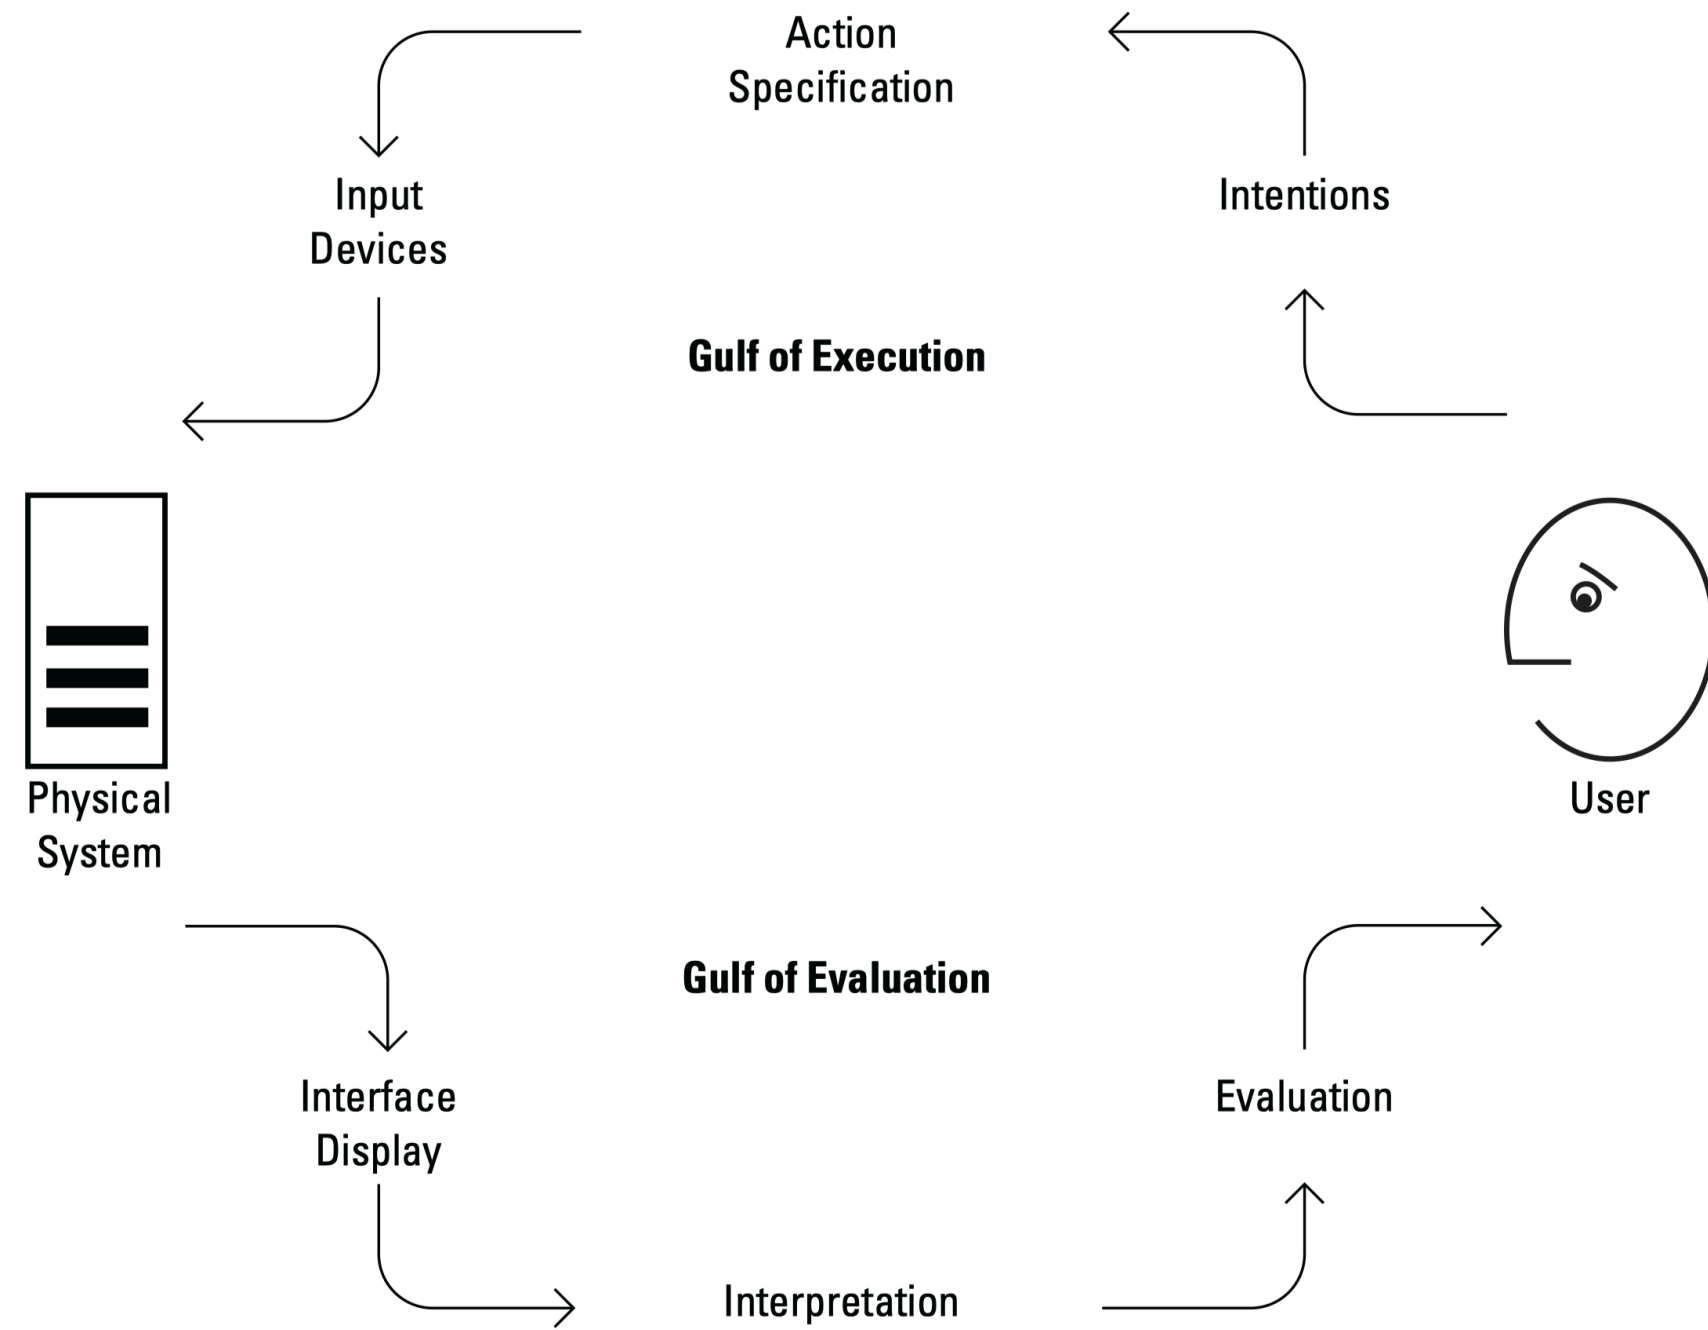 Action
Specification
Input
Devices
Intentions
Gulf of Execution
Physical
System
User
Gulf of Evaluation
Interface
Display
Evaluation
Interpretation